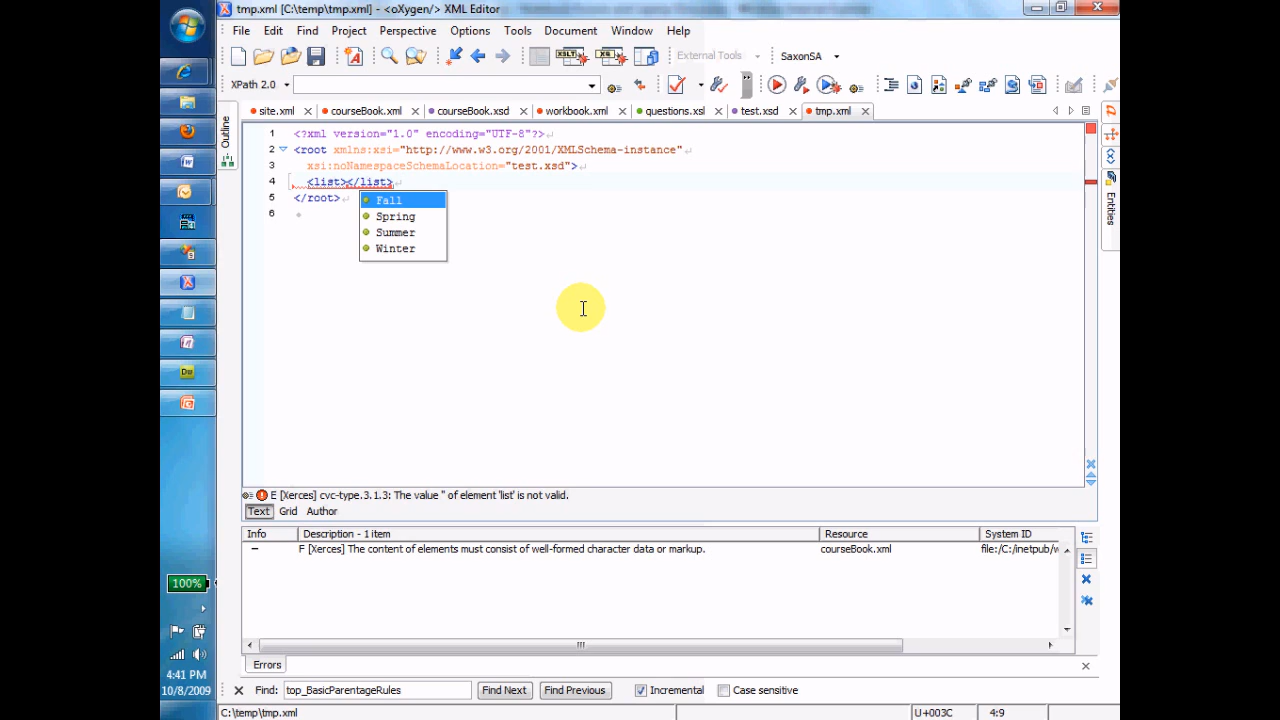 tmp.xml [C:\temp\tmp.xml] - <oXygen/> XML Editor
File Edit Find Project Perspective Options Tools Document Window Help
External Tools SaxonSA
XPath 2.0
site.xml courseBook.xml courseBook.xsd workbook.xml questions.xsl test.xsd tmp.xml
Outline
Entities
1 <?xml version="1.0" encoding="UTF-8"?>
2 <root xmlns:xsi="http://www.w3.org/2001/XMLSchema-instance"
3 xsi:noNamespaceSchemaLocation="test.xsd">
4 <list></list>
5 </root>
6
Fall
Spring
Summer
Winter
E [Xerces] cvc-type.3.1.3: The value '' of element 'list' is not valid.
Text Grid Author
Info Description - 1 item Resource System ID
F [Xerces] The content of elements must consist of well-formed character data or markup. courseBook.xml file:/C:/inetpub/w
Errors
Find: top_BasicParentageRules Find Next Find Previous Incremental Case sensitive
C:\temp\tmp.xml U+003C 4:9
100%
4:41 PM
10/8/2009